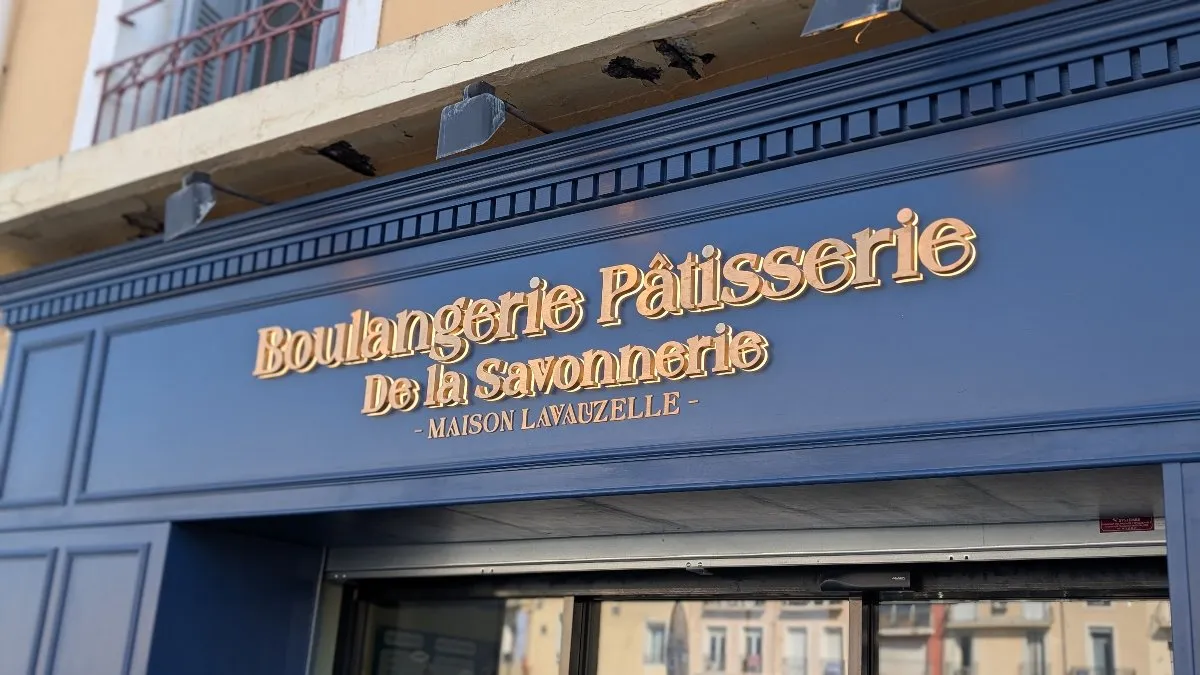 Boulangerie Pâtisserie
De la Savonnerie
- MAISON LAVAUZELLE -